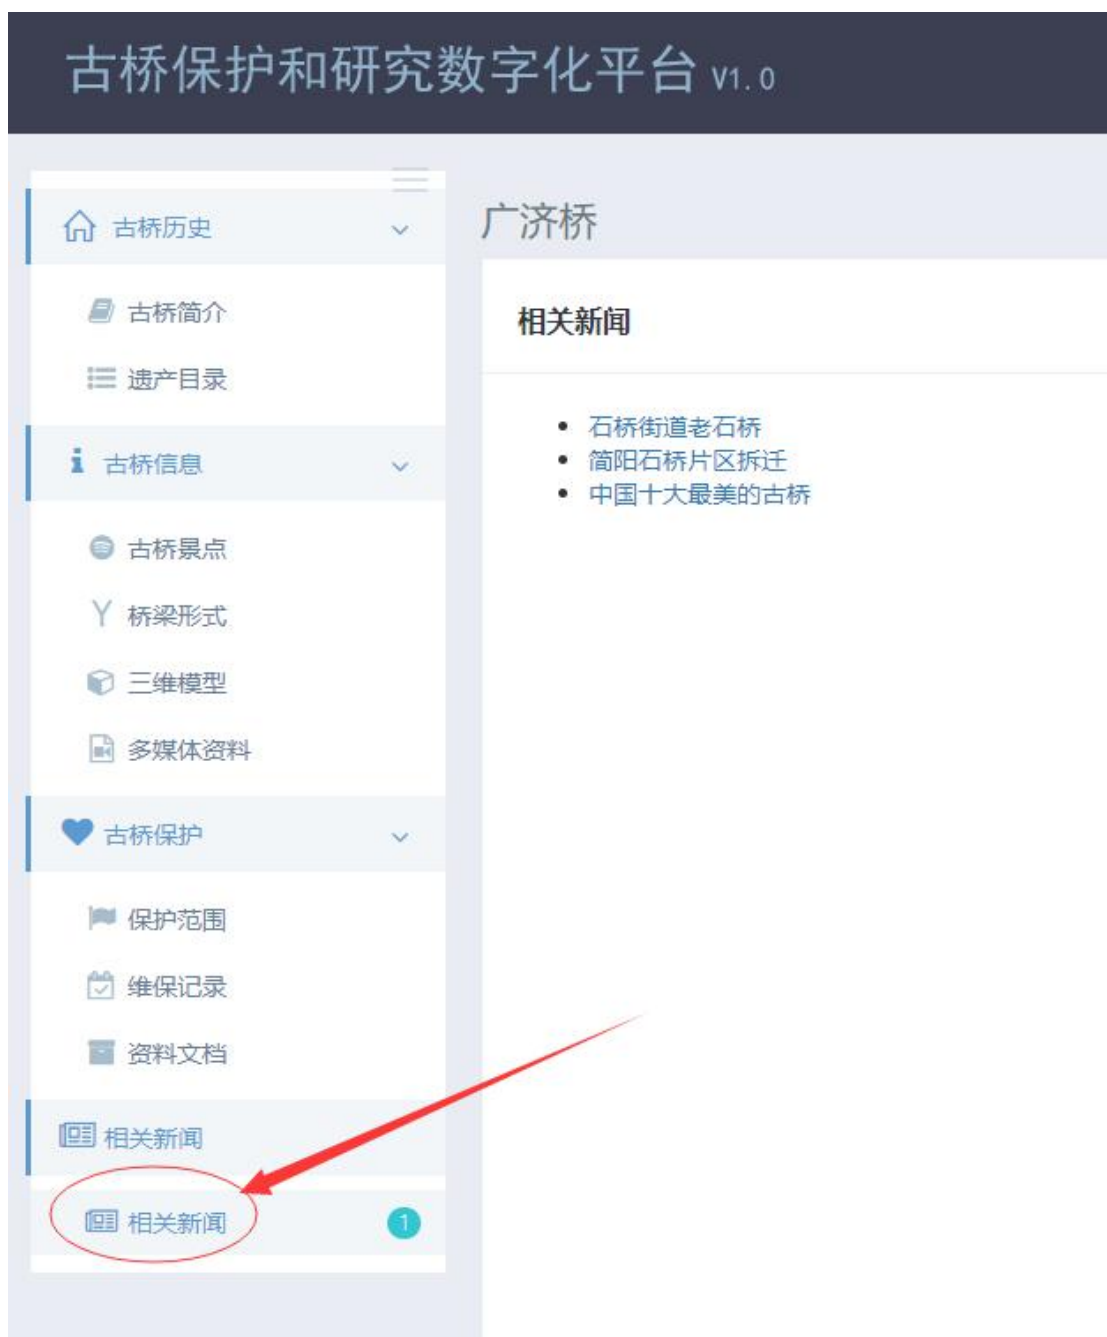 古桥保护和研究数字化平台 V1.0
古桥历史
古桥简介
遗产目录
古桥信息
古桥景点
桥梁形式
三维模型
多媒体资料
古桥保护
保护范围
维保记录
资料文档
相关新闻
相关新闻 1
广济桥
相关新闻
石桥街道老石桥
简阳石桥片区拆迁
中国十大最美的古桥